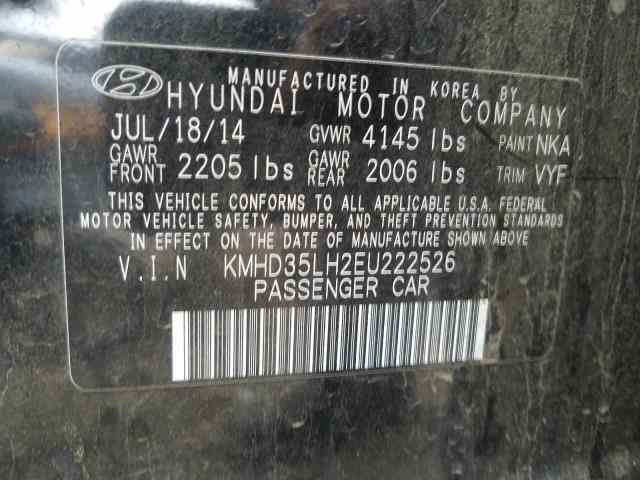 MANUFACTURED IN KOREA BY
HYUNDAI MOTOR COMPANY
JUL/18/14 GVWR 4145 lbs PAINT NKA
GAWR FRONT 2205 lbs GAWR REAR 2006 lbs TRIM VYF
THIS VEHICLE CONFORMS TO ALL APPLICABLE U.S.A. FEDERAL
MOTOR VEHICLE SAFETY, BUMPER, AND THEFT PREVENTION STANDARDS
IN EFFECT ON THE DATE OF MANUFACTURE SHOWN ABOVE.
V.I.N KMHD35LH2EU222526
PASSENGER CAR